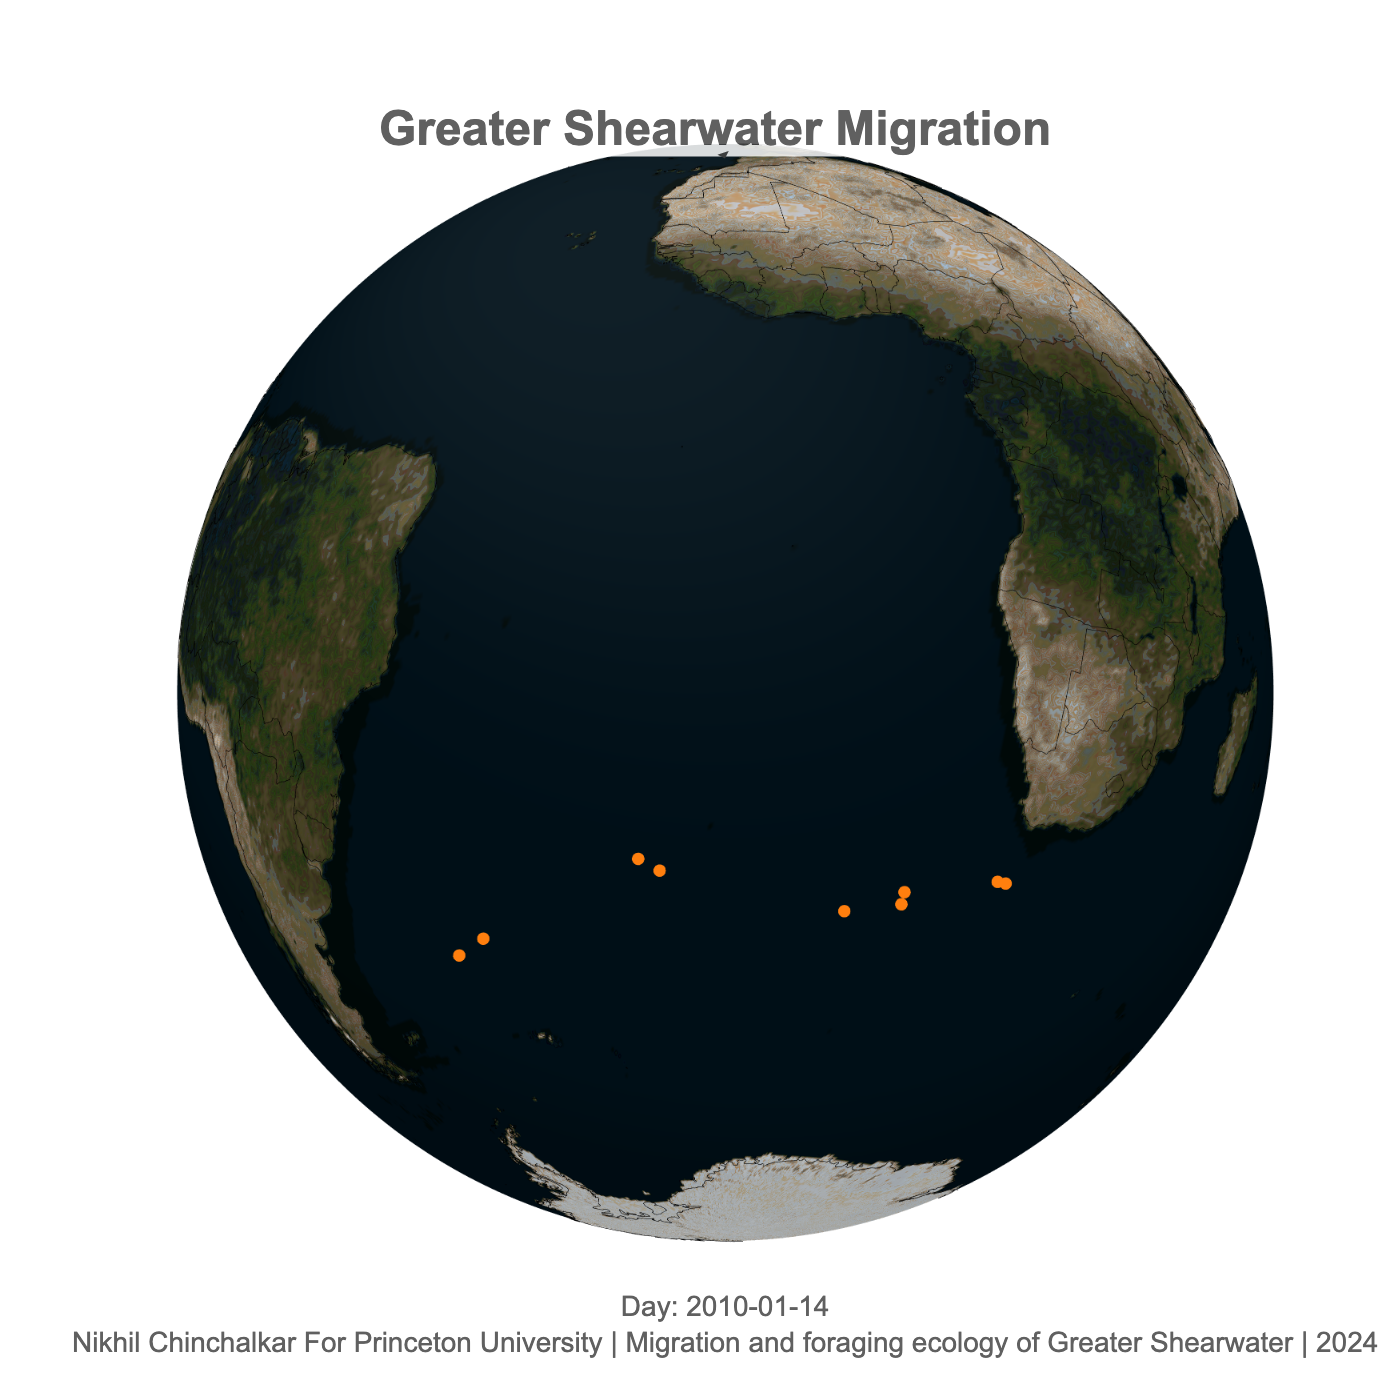 Greater Shearwater Migration
Day: 2010-01-14
Nikhil Chinchalkar For Princeton University | Migration and foraging ecology of Greater Shearwater | 2024